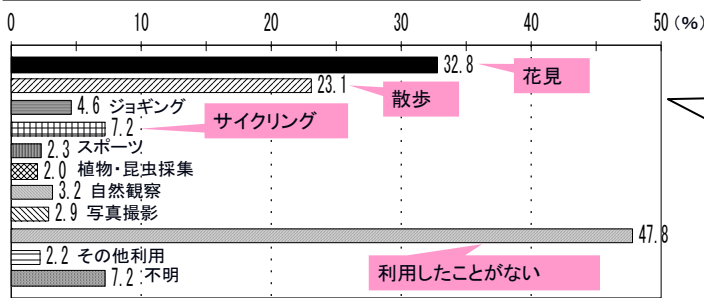 0 10 20 30 40 50 (%)
32.8 花見
23.1 散歩
4.6 ジョギング
7.2 サイクリング
2.3 スポーツ
2.0 植物・昆虫採集
3.2 自然観察
2.9 写真撮影
47.8
利用したことがない
2.2 その他利用
7.2 不明